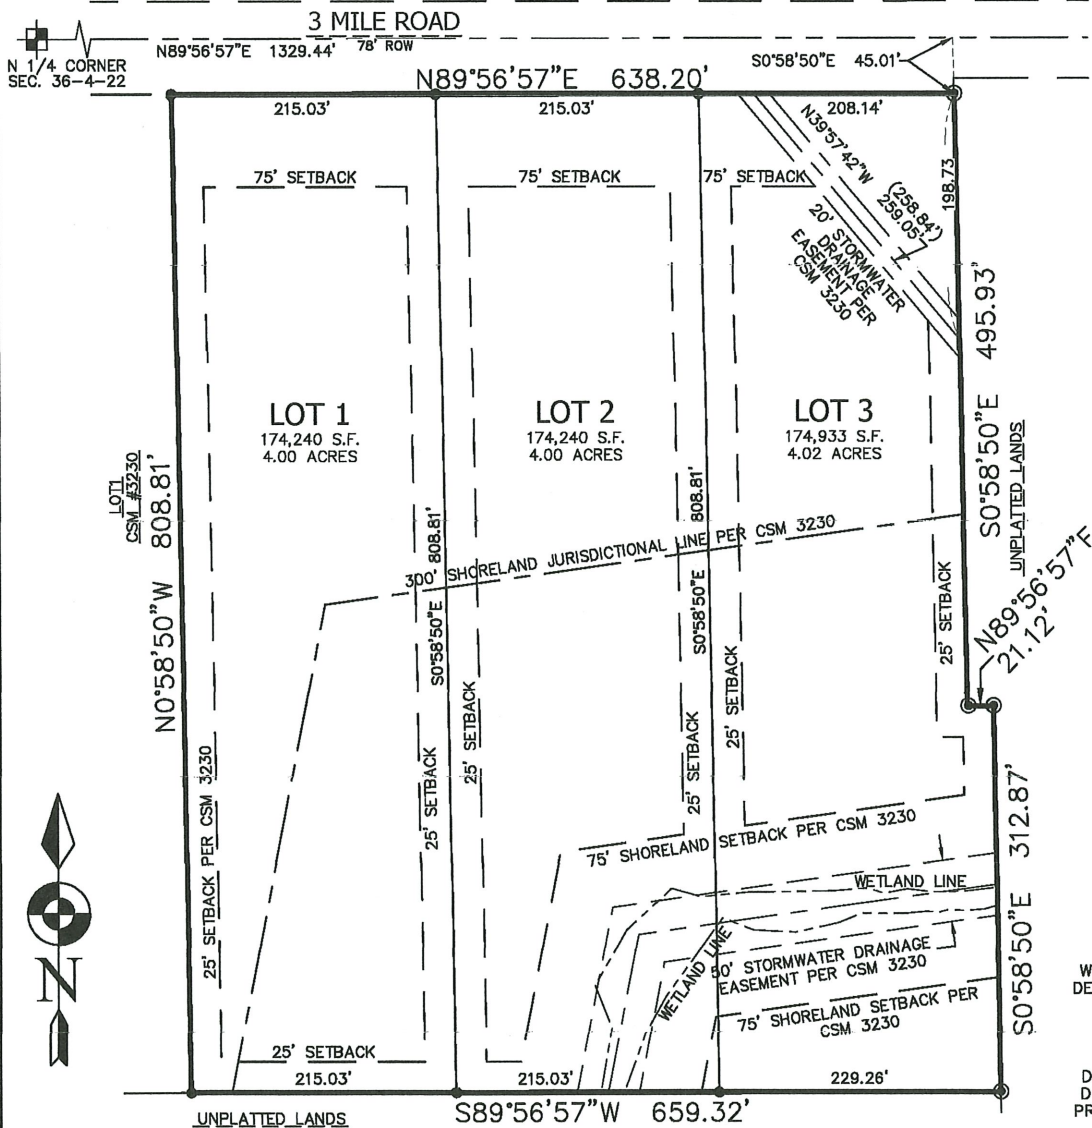 3 MILE ROAD
N89°56'57"E 1329.44' 78' ROW
N 1/4 CORNER
SEC. 36-4-22
S0°58'50"E 45.01'
N89°56'57"E 638.20'
215.03'
215.03'
208.14'
75' SETBACK
75' SETBACK
75' SETBACK
N39°57'42"W
(258.84')
259.05'
198.73
20' STORMWATER
DRAINAGE
EASEMENT PER
CSM 3230
S0°58'50"E 495.93'
UNPLATTED LANDS
LOT 1
174,240 S.F.
4.00 ACRES
LOT 2
174,240 S.F.
4.00 ACRES
LOT 3
174,933 S.F.
4.02 ACRES
LOT1
CSM #3230
N0°58'50"W 808.81'
S0°58'50"E 808.81'
S0°58'50"E 808.81'
300' SHORELAND JURISDICTIONAL LINE PER CSM 3230
25' SETBACK
N89°56'57"E
21.12'
25' SETBACK PER CSM 3230
25' SETBACK
25' SETBACK
25' SETBACK
25' SETBACK
75' SHORELAND SETBACK PER CSM 3230
S0°58'50"E 312.87'
WETLAND LINE
WETLAND LINE
50' STORMWATER DRAINAGE
EASEMENT PER CSM 3230
75' SHORELAND SETBACK PER
CSM 3230
N
W
DE
D
D
PR
25' SETBACK
215.03'
215.03'
229.26'
UNPLATTED LANDS
S89°56'57"W 659.32'